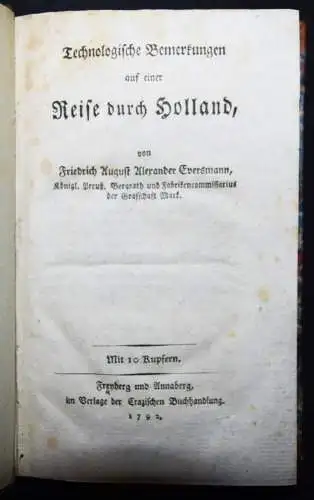 Technologische Bemerkungen
auf einer
Reise durch Holland,
von
Friedrich August Alexander Eversmann,
Königl. Preuß. Bergrath und Fabrikencommissarius
der Grafschaft Mark.
Mit 10 Kupfern.
Freyberg und Annaberg,
im Verlage der Crazischen Buchhandlung.
1792.